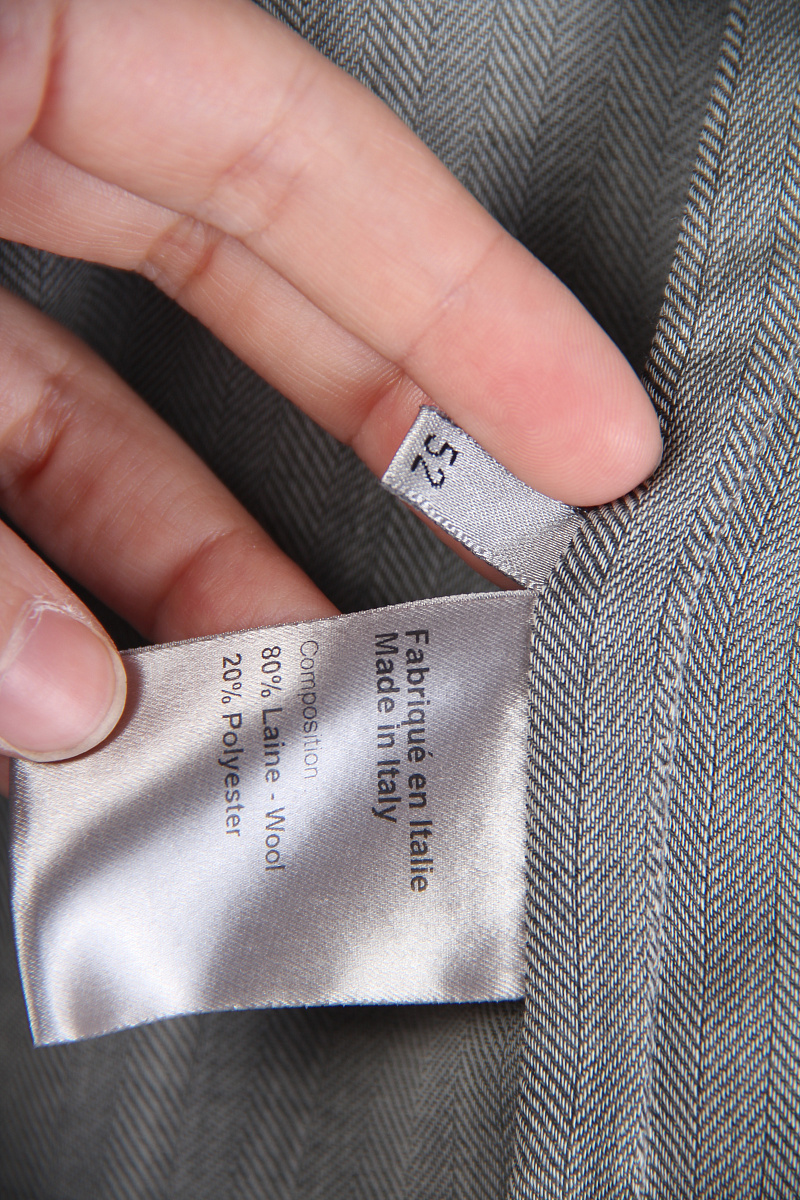 52
Fabriqué en Italie
Made in Italy
Composition
80% Laine - Wool
20% Polyester